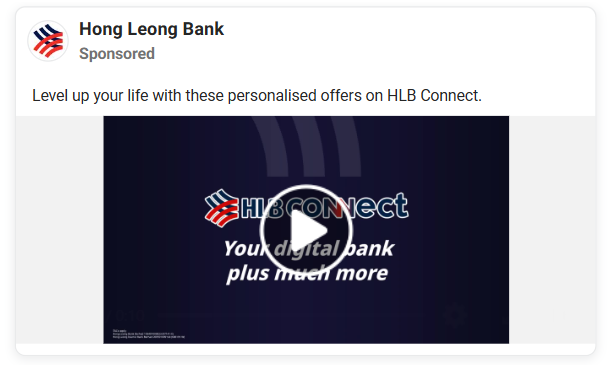 Hong Leong Bank
Sponsored
Level up your life with these personalised offers on HLB Connect.
HLB CONNect
Your digital bank
plus much more